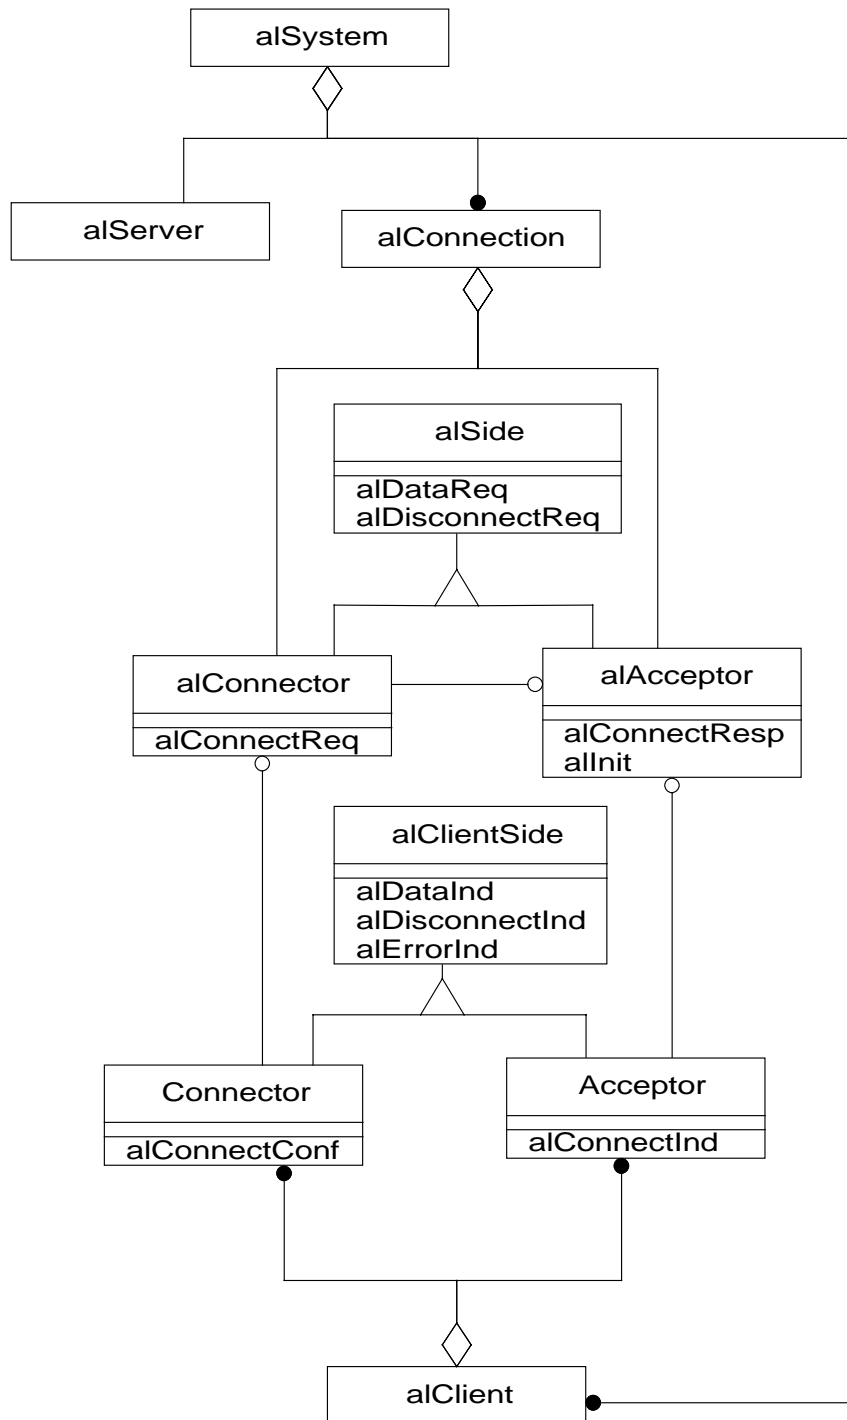 alSystem
alServer
alConnection
alSide
alDataReq
alDisconnectReq
alConnector
alConnectReq
alAcceptor
alConnectResp
alInit
alClientSide
alDataInd
alDisconnectInd
alErrorInd
Connector
alConnectConf
Acceptor
alConnectInd
alClient